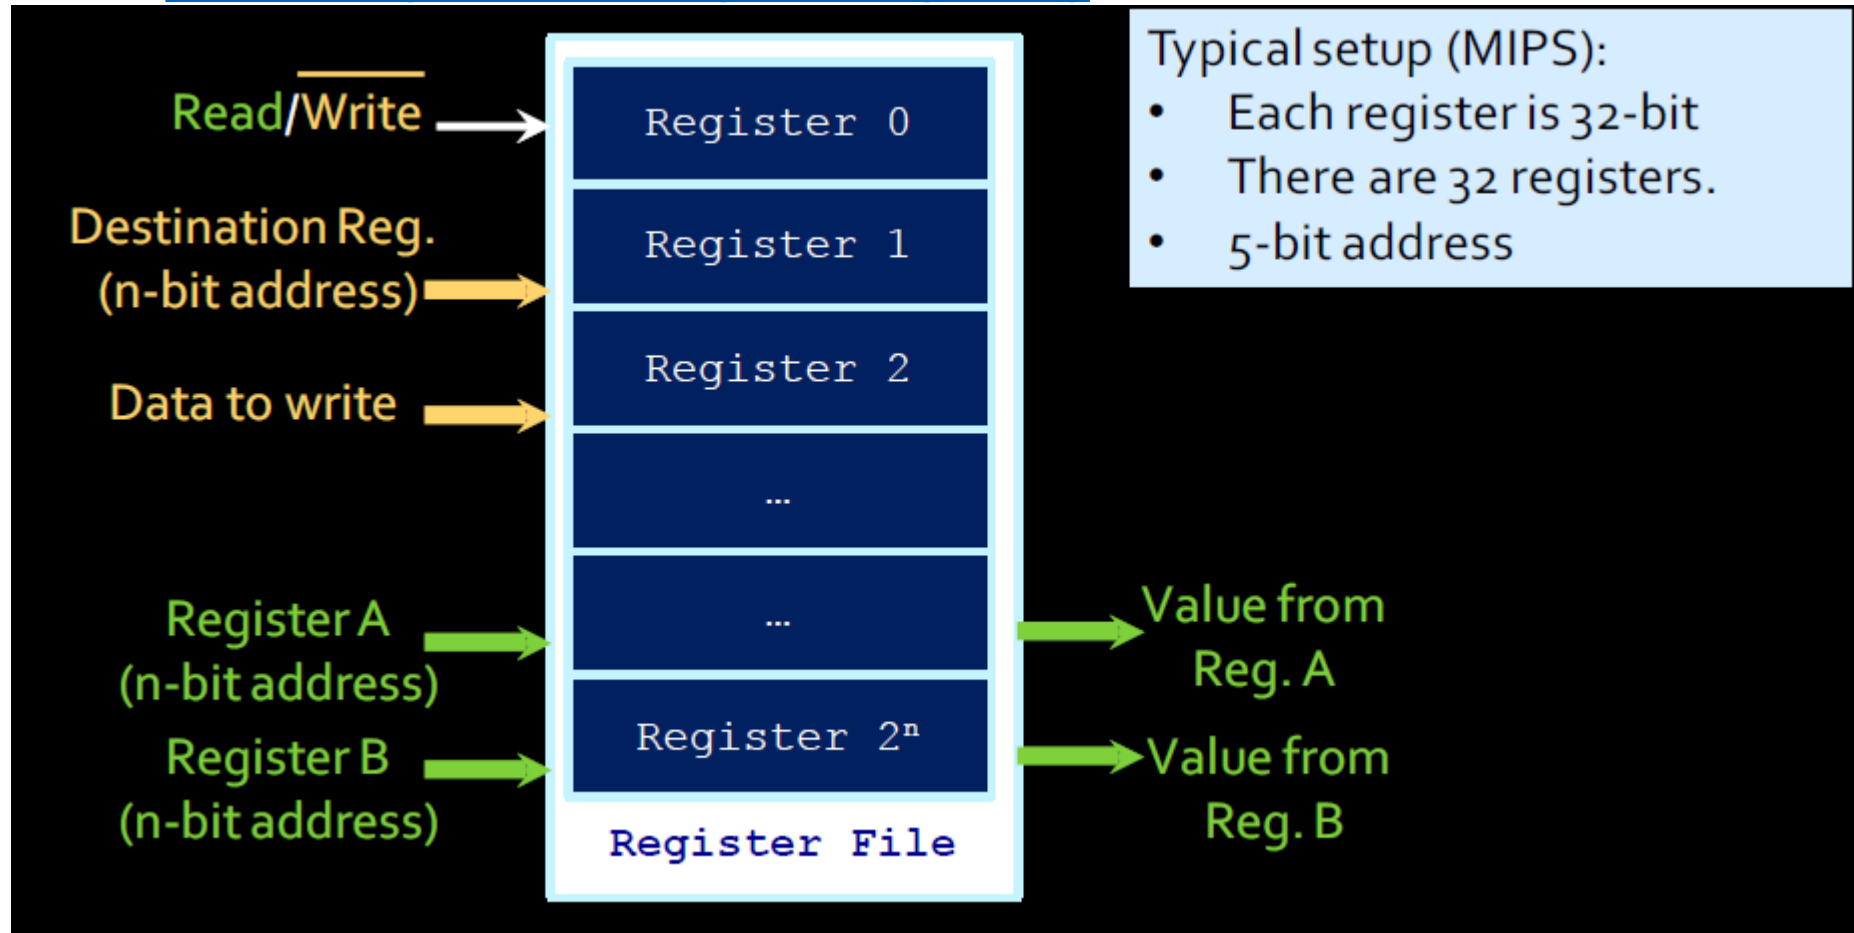 Read/Write
Destination Reg.
(n-bit address)
Data to write
Register A
(n-bit address)
Register B
(n-bit address)
Register 0
Register 1
Register 2
...
...
Register 2ⁿ
Register File
Value from
Reg. A
Value from
Reg. B
Typical setup (MIPS):
• Each register is 32-bit
• There are 32 registers.
• 5-bit address